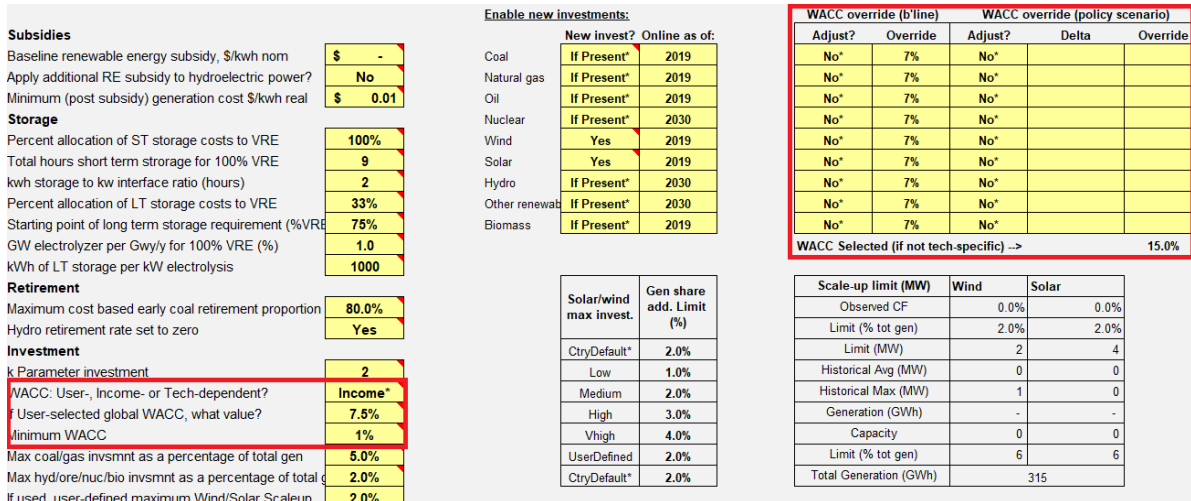 Enable new investments:
WACC override (b'line) WACC override (policy scenario)
Subsidies New invest? Online as of: Adjust? Override Adjust? Delta Override
Baseline renewable energy subsidy, $/kwh nom $ - Coal If Present* 2019 No* 7% No*
Apply additional RE subsidy to hydroelectric power? No Natural gas If Present* 2019 No* 7% No*
Minimum (post subsidy) generation cost $/kwh real $ 0.01 Oil If Present* 2019 No* 7% No*
Storage Nuclear If Present* 2030 No* 7% No*
Percent allocation of ST storage costs to VRE 100% Wind Yes 2019 No* 7% No*
Total hours short term strorage for 100% VRE 9 Solar Yes 2019 No* 7% No*
kwh storage to kw interface ratio (hours) 2 Hydro If Present* 2030 No* 7% No*
Percent allocation of LT storage costs to VRE 33% Other renewab If Present* 2030 No* 7% No*
Starting point of long term storage requirement (%VRE 75% Biomass If Present* 2019 No* 7% No*
GW electrolyzer per Gwy/y for 100% VRE (%) 1.0 WACC Selected (if not tech-specific) --> 15.0%
kWh of LT storage per kW electrolysis 1000
Retirement
Maximum cost based early coal retirement proportion 80.0%
Hydro retirement rate set to zero Yes
Investment
k Parameter investment 2
WACC: User-, Income- or Tech-dependent? Income*
If User-selected global WACC, what value? 7.5%
Minimum WACC 1%
Max coal/gas invsmnt as a percentage of total gen 5.0%
Max hyd/ore/nuc/bio invsmnt as a percentage of total g 2.0%
If used, user-defined maximum Wind/Solar Scaleup 2.0%
Solar/wind max invest. Gen share add. Limit (%)
CtryDefault* 2.0%
Low 1.0%
Medium 2.0%
High 3.0%
Vhigh 4.0%
UserDefined 2.0%
CtryDefault* 2.0%
Scale-up limit (MW) Wind Solar
Observed CF 0.0% 0.0%
Limit (% tot gen) 2.0% 2.0%
Limit (MW) 2 4
Historical Avg (MW) 0 0
Historical Max (MW) 1 0
Generation (GWh) - -
Capacity 0 0
Limit (% tot gen) 6 6
Total Generation (GWh) 315